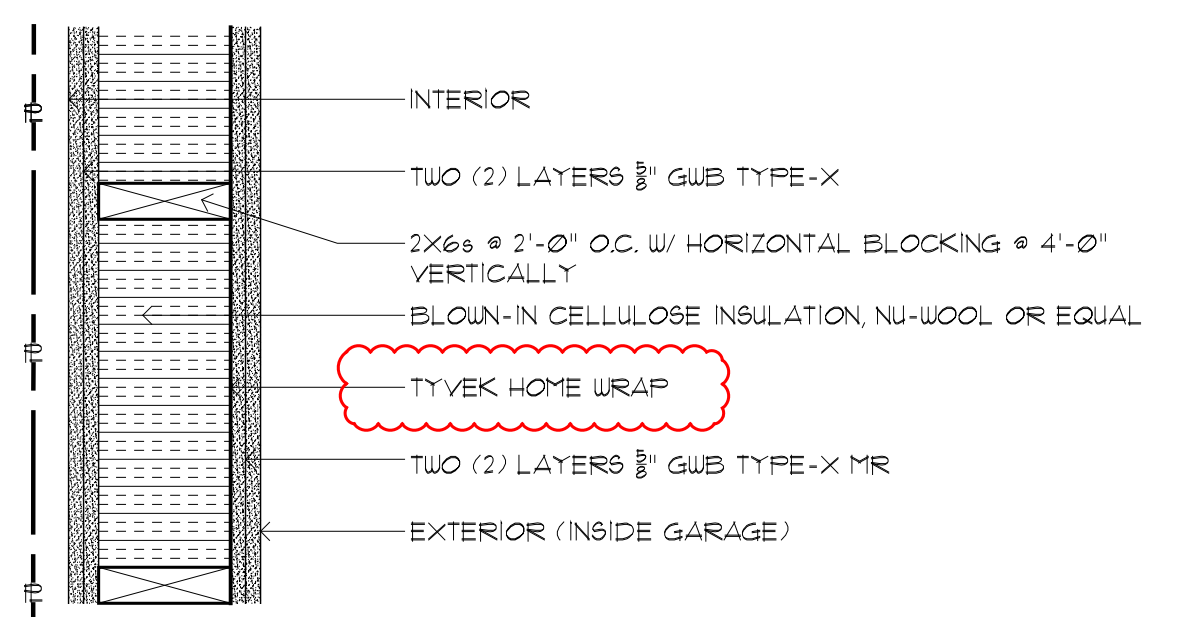 INTERIOR
TWO (2) LAYERS 5/8" GWB TYPE-X
2X6s @ 2'-0" O.C. W/ HORIZONTAL BLOCKING @ 4'-0"
VERTICALLY
BLOWN-IN CELLULOSE INSULATION, NU-WOOL OR EQUAL
TYVEK HOME WRAP
TWO (2) LAYERS 5/8" GWB TYPE-X MR
EXTERIOR (INSIDE GARAGE)